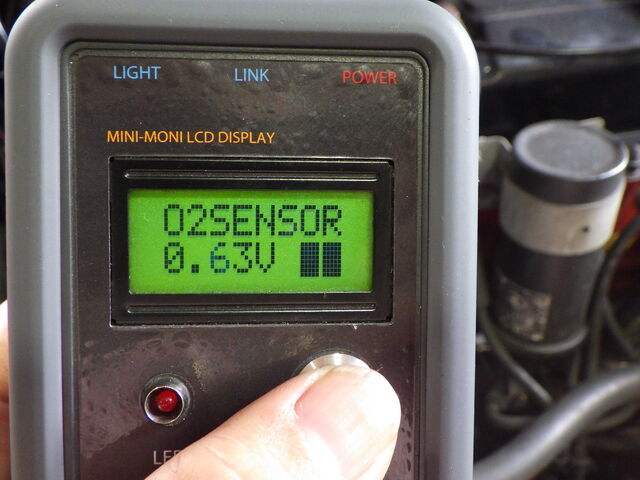 LIGHT LINK POWER
MINI-MONI LCD DISPLAY
O2SENSOR
0.63V